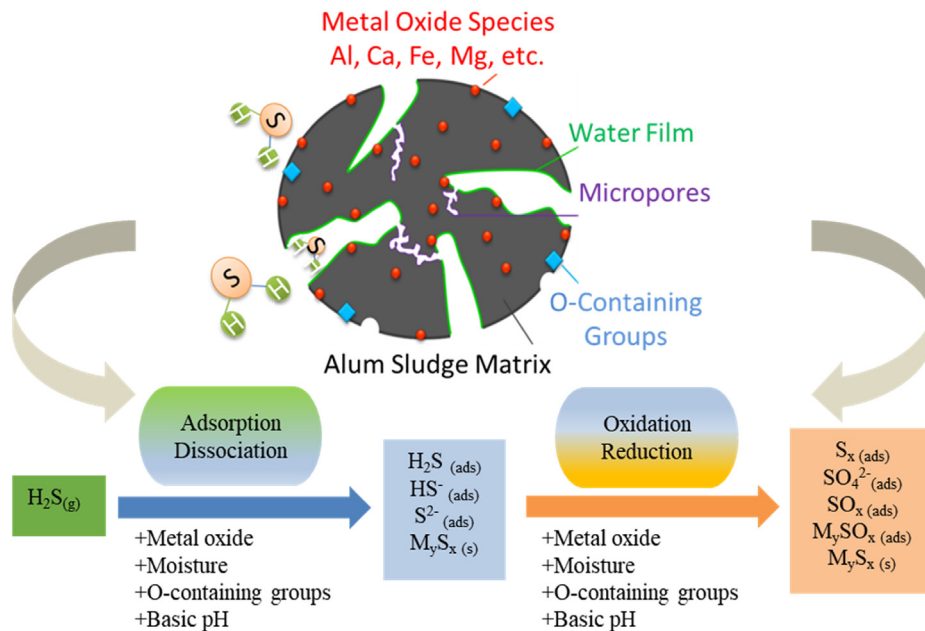 Metal Oxide Species
Al, Ca, Fe, Mg, etc.
H
S
H
Water Film
Micropores
S
H
H
S
H
H
O-Containing
Groups
Alum Sludge Matrix
Adsorption
Dissociation
Oxidation
Reduction
H₂S(g)
H₂S (ads)
HS⁻ (ads)
S²⁻ (ads)
MySₓ (s)
Sₓ (ads)
SO₄²⁻ (ads)
SOₓ (ads)
MySOₓ (ads)
MySₓ (s)
+Metal oxide
+Moisture
+O-containing groups
+Basic pH
+Metal oxide
+Moisture
+O-containing groups
+Basic pH